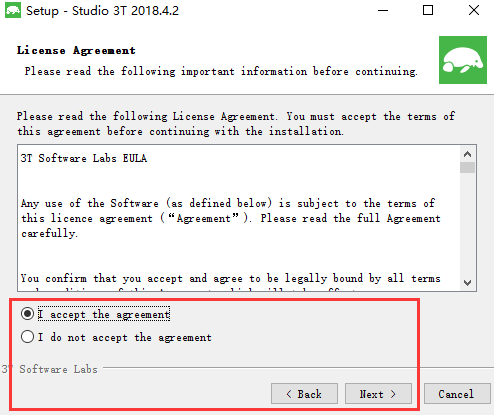 Setup - Studio 3T 2018.4.2
License Agreement
Please read the following important information before continuing.
Please read the following License Agreement. You must accept the terms of
this agreement before continuing with the installation.
3T Software Labs EULA
Any use of the Software (as defined below) is subject to the terms of
this licence agreement (“Agreement”). Please read the full Agreement
carefully.
You confirm that you accept and agree to be legally bound by all terms
I accept the agreement
I do not accept the agreement
3T Software Labs
< Back
Next >
Cancel